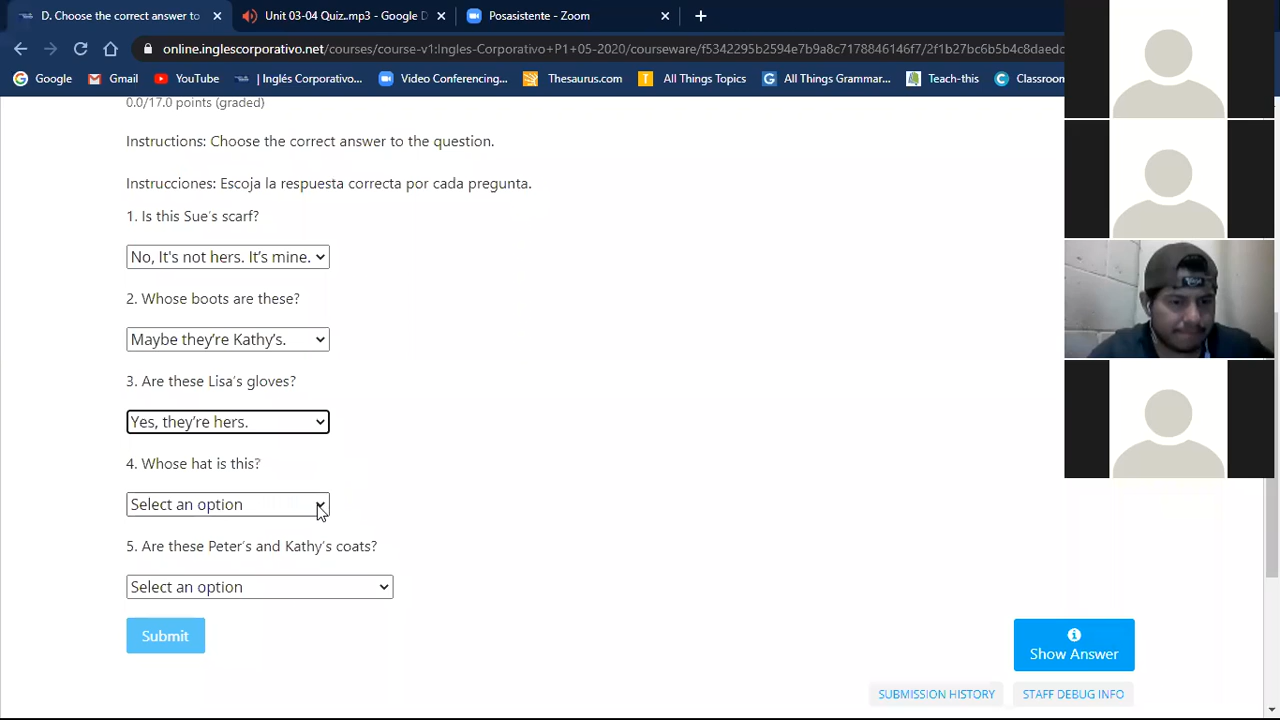 D. Choose the correct answer to
Unit 03-04 Quiz..mp3 - Google D
Posasistente - Zoom
online.inglescorporativo.net/courses/course-v1:Ingles-Corporativo+P1+05-2020/courseware/f5342295b2594e7b9a8c7178846146f7/2f1b27bc6b5b4c8daedc
Google
Gmail
YouTube
| Inglés Corporativo...
Video Conferencing...
Thesaurus.com
All Things Topics
All Things Grammar...
Teach-this
Classroom
0.0/17.0 points (graded)
Instructions: Choose the correct answer to the question.
Instrucciones: Escoja la respuesta correcta por cada pregunta.
1. Is this Sue's scarf?
No, It's not hers. It's mine.
2. Whose boots are these?
Maybe they're Kathy's.
3. Are these Lisa's gloves?
Yes, they're hers.
4. Whose hat is this?
Select an option
5. Are these Peter's and Kathy's coats?
Select an option
Submit
Show Answer
SUBMISSION HISTORY
STAFF DEBUG INFO